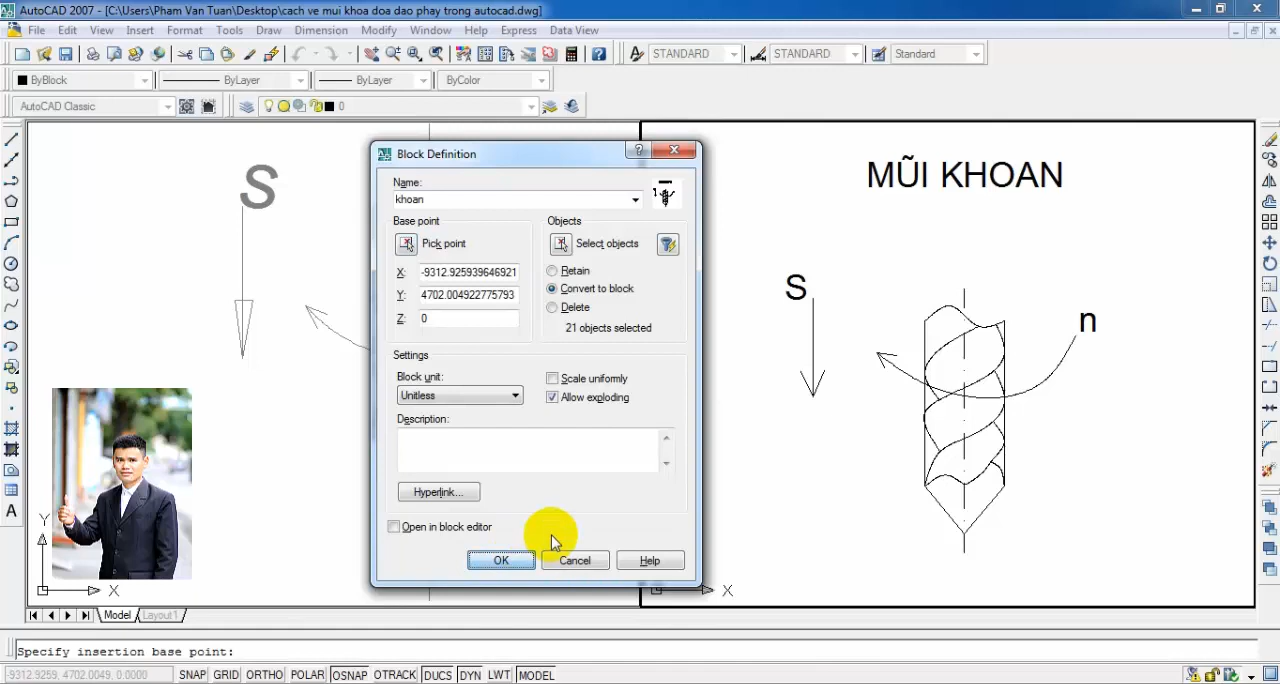 AutoCAD 2007 - [C:\Users\Pham Van Tuan\Desktop\cach ve mui khoa doa dao phay trong autocad.dwg]
File Edit View Insert Format Tools Draw Dimension Modify Window Help Express Data View
STANDARD STANDARD Standard
ByBlock ByLayer ByLayer ByColor
AutoCAD Classic 0
S
Block Definition
Name:
khoan
Base point
Pick point
X: -9312.925939646921
Y: 4702.004922775793
Z: 0
Objects
Select objects
Retain
Convert to block
Delete
21 objects selected
Settings
Block unit:
Unitless
Scale uniformly
Allow exploding
Description:
Hyperlink...
Open in block editor
OK Cancel Help
MŨI KHOAN
S
n
Y
X
X
Model Layout1
Specify insertion base point:
-9312.9259, 4702.0049, 0.0000 SNAP GRID ORTHO POLAR OSNAP OTRACK DUCS DYN LWT MODEL